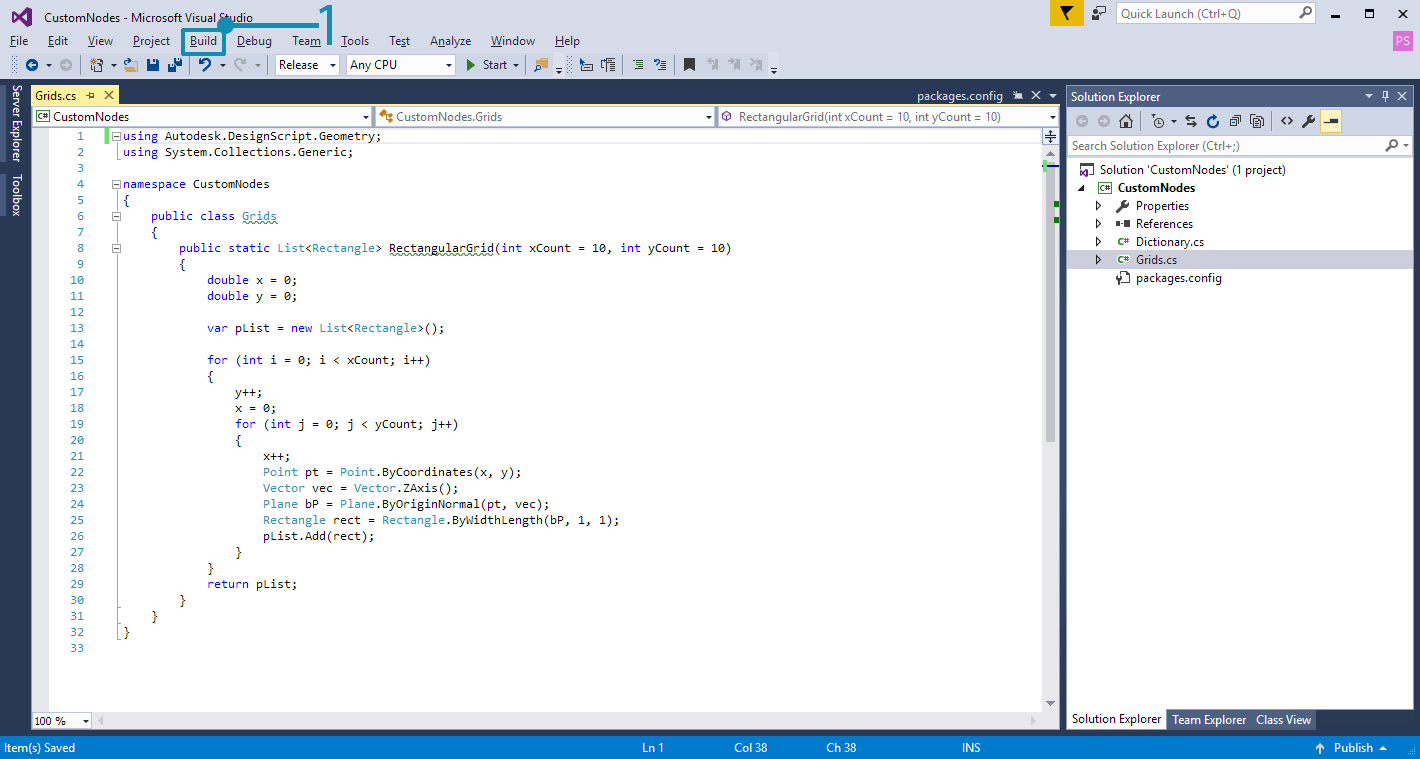 CustomNodes - Microsoft Visual Studio
1
Quick Launch (Ctrl+Q)
File Edit View Project Build Debug Team Tools Test Analyze Window Help
PS
Release Any CPU Start
Server Explorer
Toolbox
Grids.cs
packages.config
CustomNodes
CustomNodes.Grids
RectangularGrid(int xCount = 10, int yCount = 10)
1 using Autodesk.DesignScript.Geometry;
2 using System.Collections.Generic;
3
4 namespace CustomNodes
5 {
6 public class Grids
7 {
8 public static List<Rectangle> RectangularGrid(int xCount = 10, int yCount = 10)
9 {
10 double x = 0;
11 double y = 0;
12
13 var pList = new List<Rectangle>();
14
15 for (int i = 0; i < xCount; i++)
16 {
17 y++;
18 x = 0;
19 for (int j = 0; j < yCount; j++)
20 {
21 x++;
22 Point pt = Point.ByCoordinates(x, y);
23 Vector vec = Vector.ZAxis();
24 Plane bP = Plane.ByOriginNormal(pt, vec);
25 Rectangle rect = Rectangle.ByWidthLength(bP, 1, 1);
26 pList.Add(rect);
27 }
28 }
29 return pList;
30 }
31 }
32 }
33
100 %
Solution Explorer
Search Solution Explorer (Ctrl+;)
Solution 'CustomNodes' (1 project)
C# CustomNodes
Properties
References
C# Dictionary.cs
C# Grids.cs
packages.config
Solution Explorer Team Explorer Class View
Item(s) Saved Ln 1 Col 38 Ch 38 INS Publish